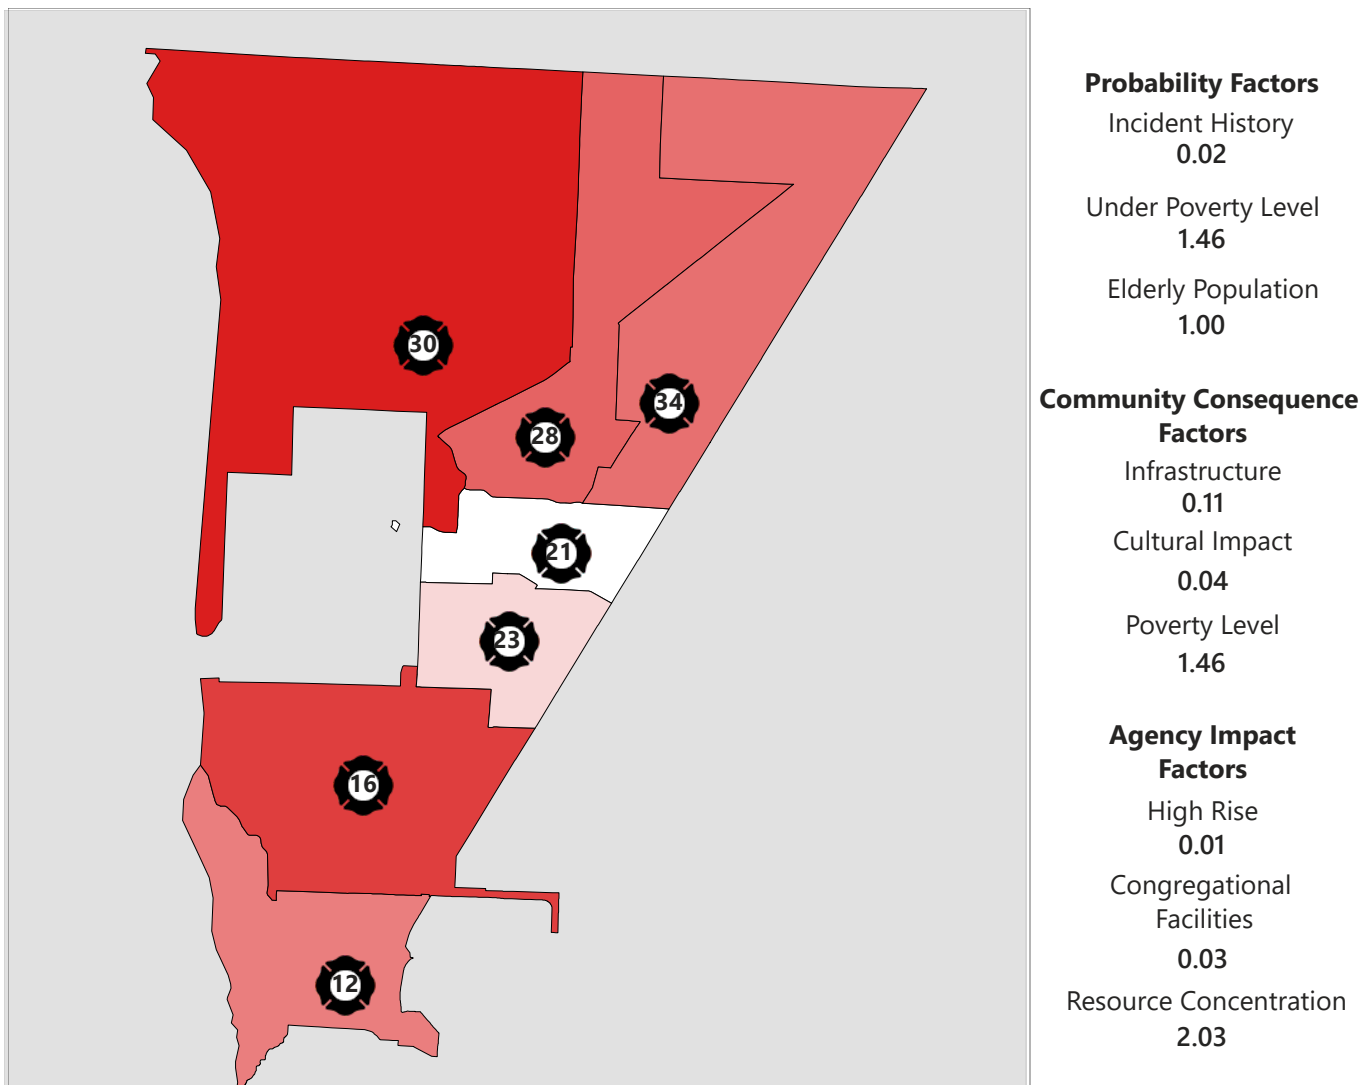 30
34
28
21
23
16
12
Probability Factors
Incident History
0.02
Under Poverty Level
1.46
Elderly Population
1.00
Community Consequence
Factors
Infrastructure
0.11
Cultural Impact
0.04
Poverty Level
1.46
Agency Impact
Factors
High Rise
0.01
Congregational
Facilities
0.03
Resource Concentration
2.03